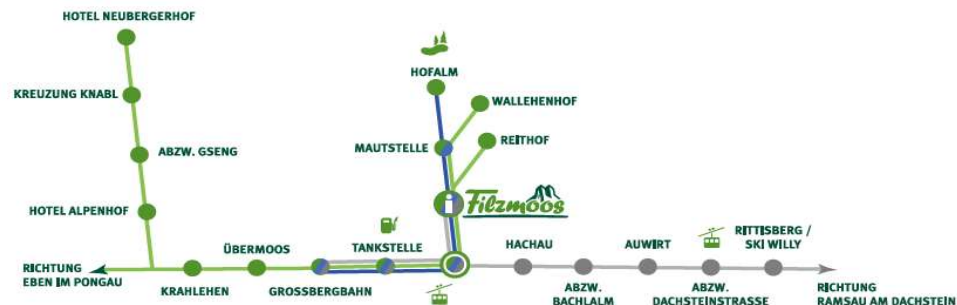 HOTEL NEUBERGERHOF
KREUZUNG KNABL
ABZW. GSENG
HOTEL ALPENHOF
HOFALM
WALLEHENHOF
REITHOF
MAUTSTELLE
i Filzmoos
ÜBERMOOS
TANKSTELLE
HACHAU
AUWIRT
RITTISBERG /
SKI WILLY
RICHTUNG
EBEN IM PONGAU
KRAHLEHEN
GROSSBERGBAHN
ABZW.
BACHLALM
ABZW.
DACHSTEINSTRASSE
RICHTUNG
RAMSAU AM DACHSTEIN